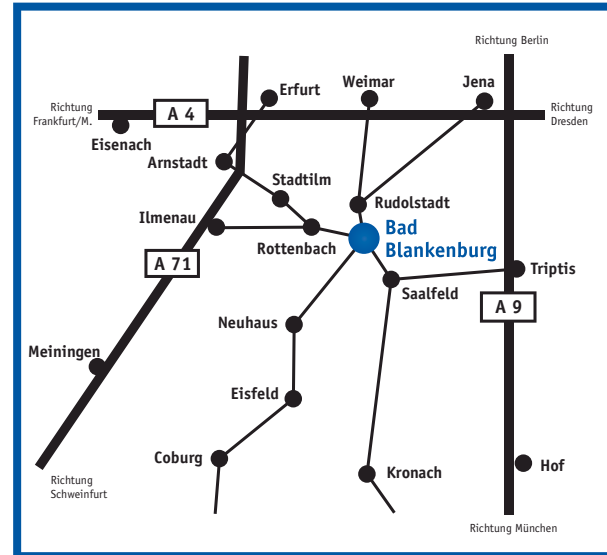 Richtung Berlin
Erfurt
Weimar
Jena
Richtung
Frankfurt/M.
A 4
Richtung
Dresden
Eisenach
Arnstadt
Stadtilm
Ilmenau
Rudolstadt
Rottenbach
Bad
Blankenburg
A 71
Triptis
Saalfeld
A 9
Neuhaus
Meiningen
Eisfeld
Coburg
Kronach
Hof
Richtung
Schweinfurt
Richtung München